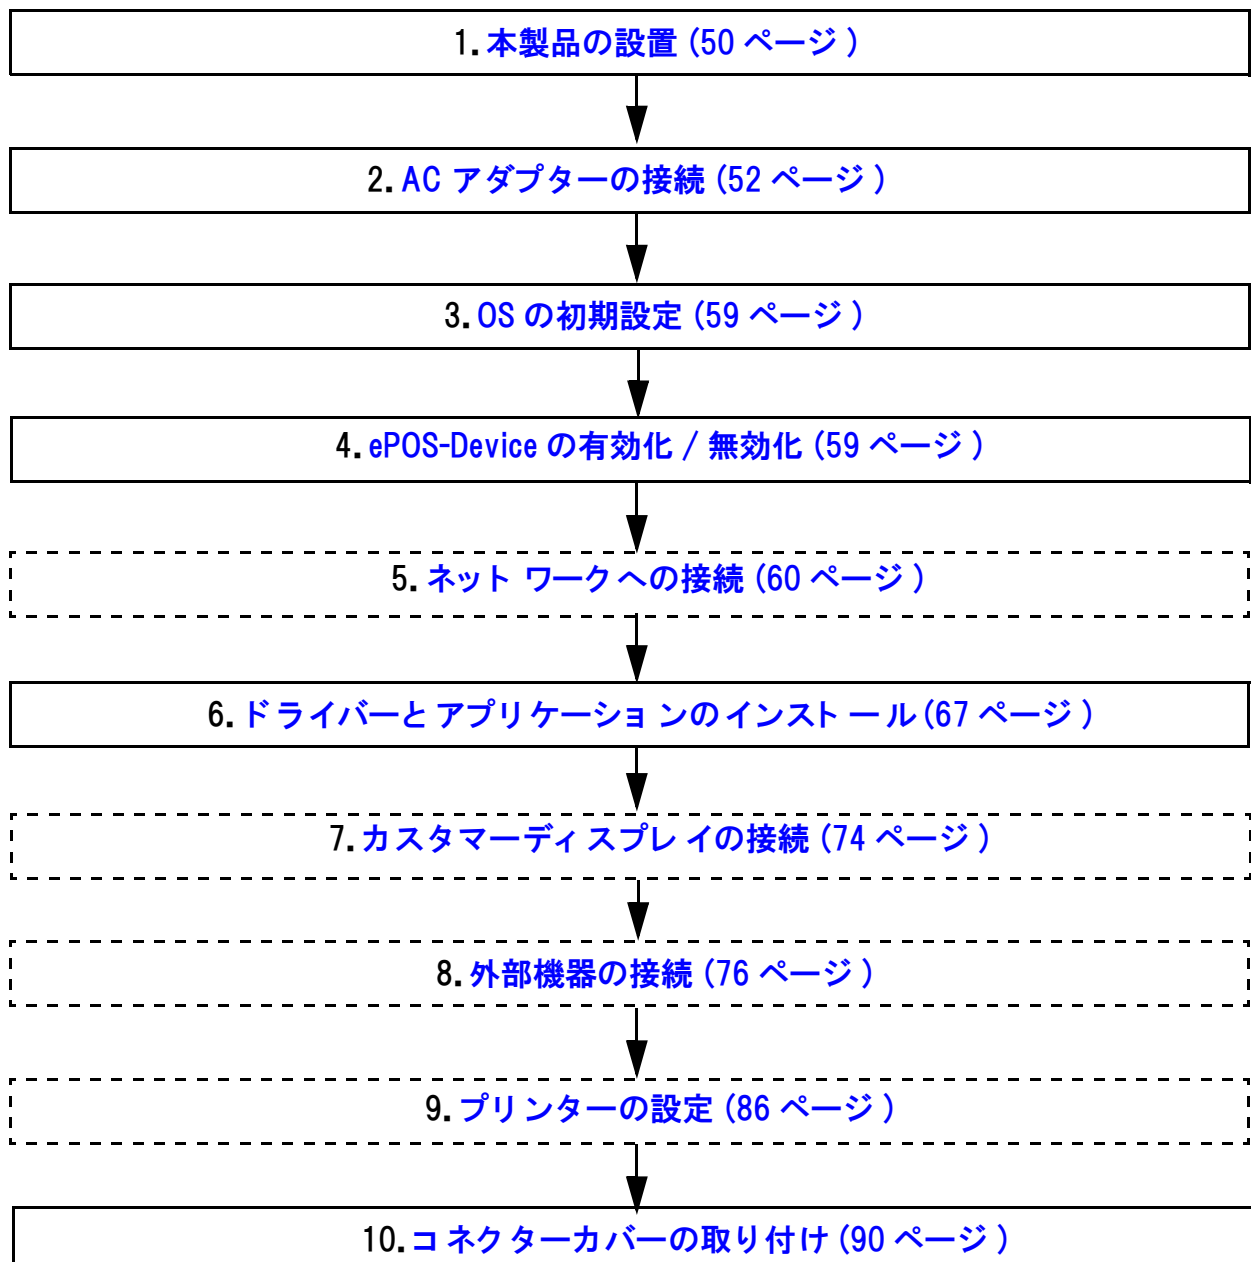 1. 本製品の設置 (50 ページ )
2. AC アダプターの接続 (52 ページ )
3. OS の初期設定 (59 ページ )
4. ePOS-Device の有効化 / 無効化 (59 ページ )
5. ネットワークへの接続 (60 ページ )
6. ドライバーとアプリケーションのインストール (67 ページ )
7. カスタマーディスプレイの接続 (74 ページ )
8. 外部機器の接続 (76 ページ )
9. プリンターの設定 (86 ページ )
10. コネクターカバーの取り付け (90 ページ )